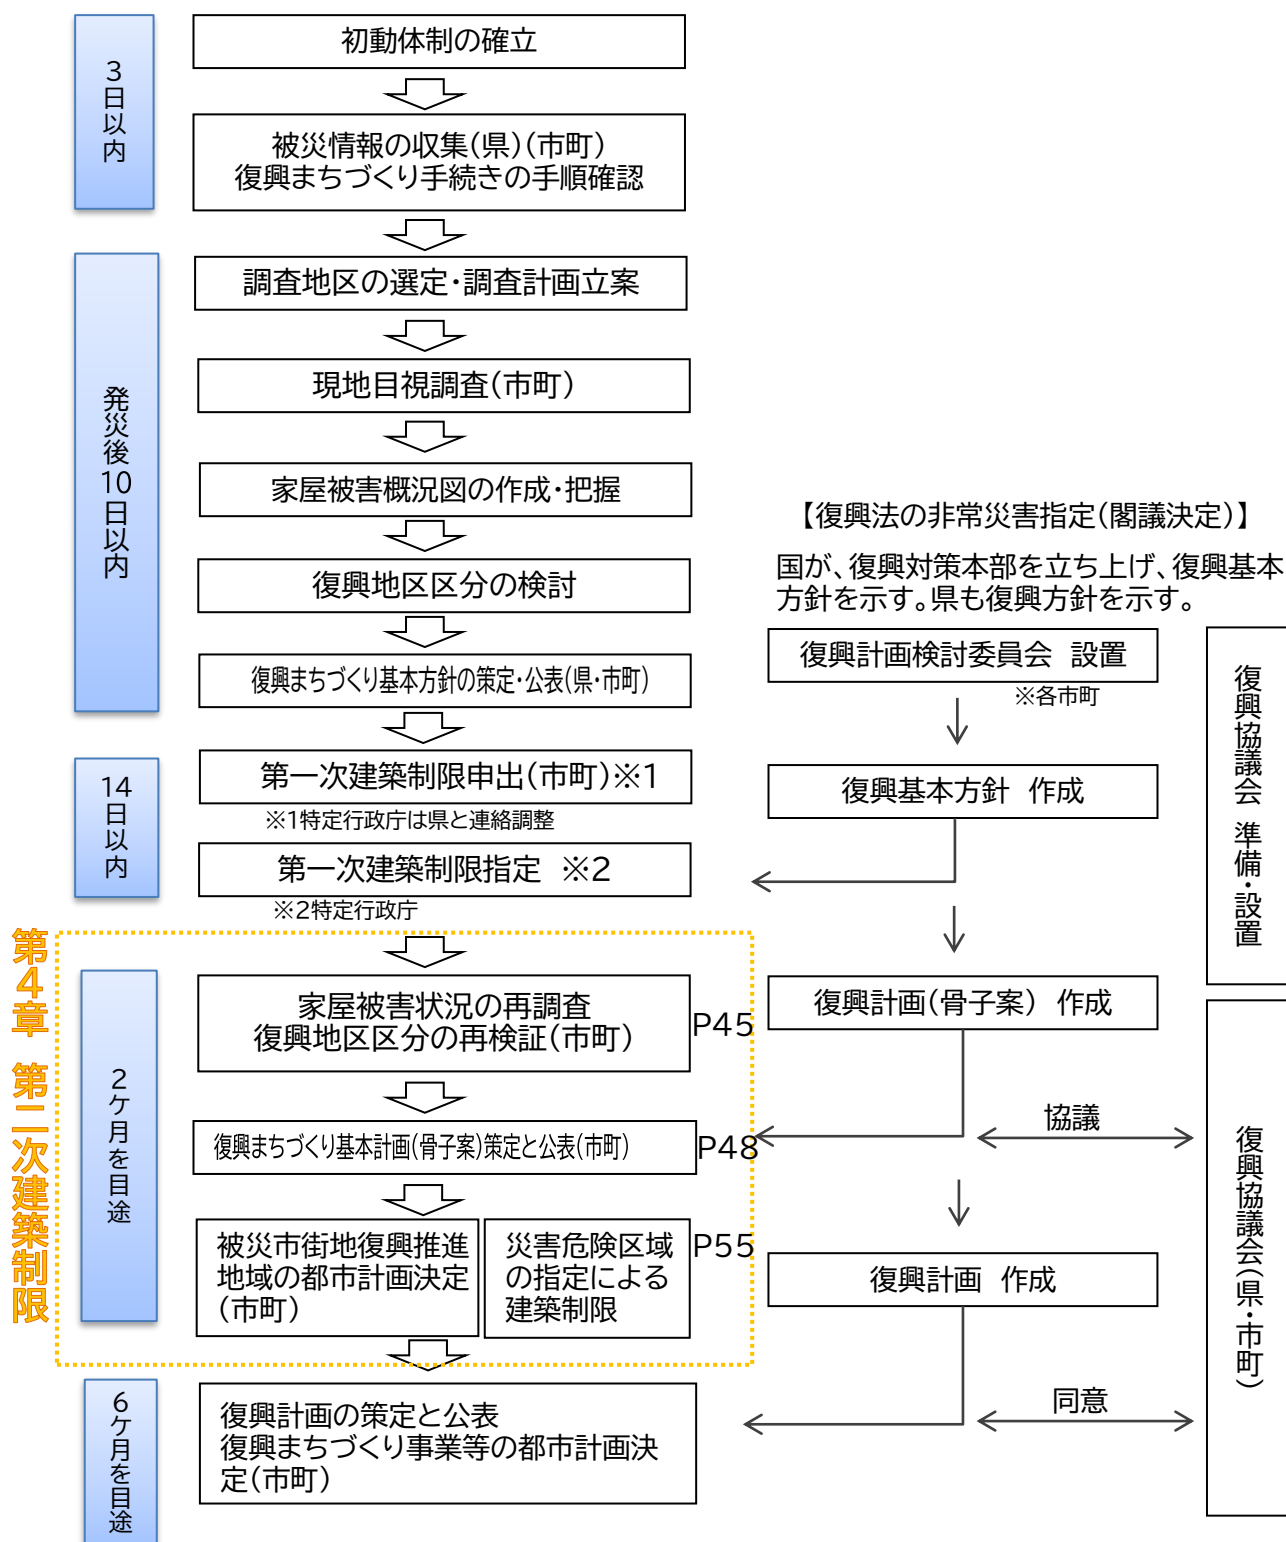 3日以内
初動体制の確立
被災情報の収集(県)(市町)
復興まちづくり手続きの手順確認
発災後10日以内
調査地区の選定・調査計画立案
現地目視調査(市町)
家屋被害概況図の作成・把握
復興地区区分の検討
復興まちづくり基本方針の策定・公表(県・市町)
14日以内
第一次建築制限申出(市町)※1
※1特定行政庁は県と連絡調整
第一次建築制限指定 ※2
※2特定行政庁
第4章 第二次建築制限
2ケ月を目途
家屋被害状況の再調査
復興地区区分の再検証(市町)
P45
復興まちづくり基本計画(骨子案)策定と公表(市町)
P48
被災市街地復興推進
地域の都市計画決定
(市町)
災害危険区域
の指定による
建築制限
P55
6ケ月を目途
復興計画の策定と公表
復興まちづくり事業等の都市計画決
定(市町)
【復興法の非常災害指定(閣議決定)】
国が、復興対策本部を立ち上げ、復興基本
方針を示す。県も復興方針を示す。
復興計画検討委員会 設置
※各市町
復興基本方針 作成
復興計画(骨子案) 作成
協議
復興計画 作成
同意
復興協議会 準備・設置
復興協議会(県・市町)